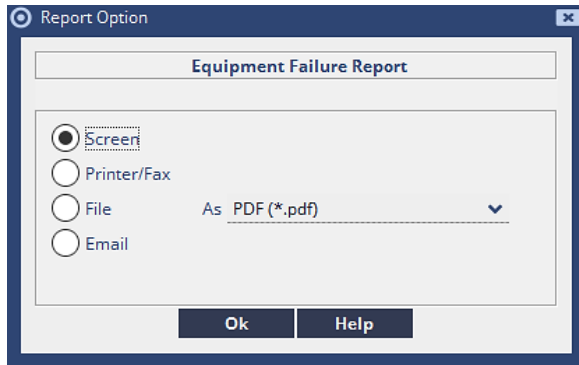 Report Option
Equipment Failure Report
Screen
Printer/Fax
File As PDF (*.pdf)
Email
Ok Help